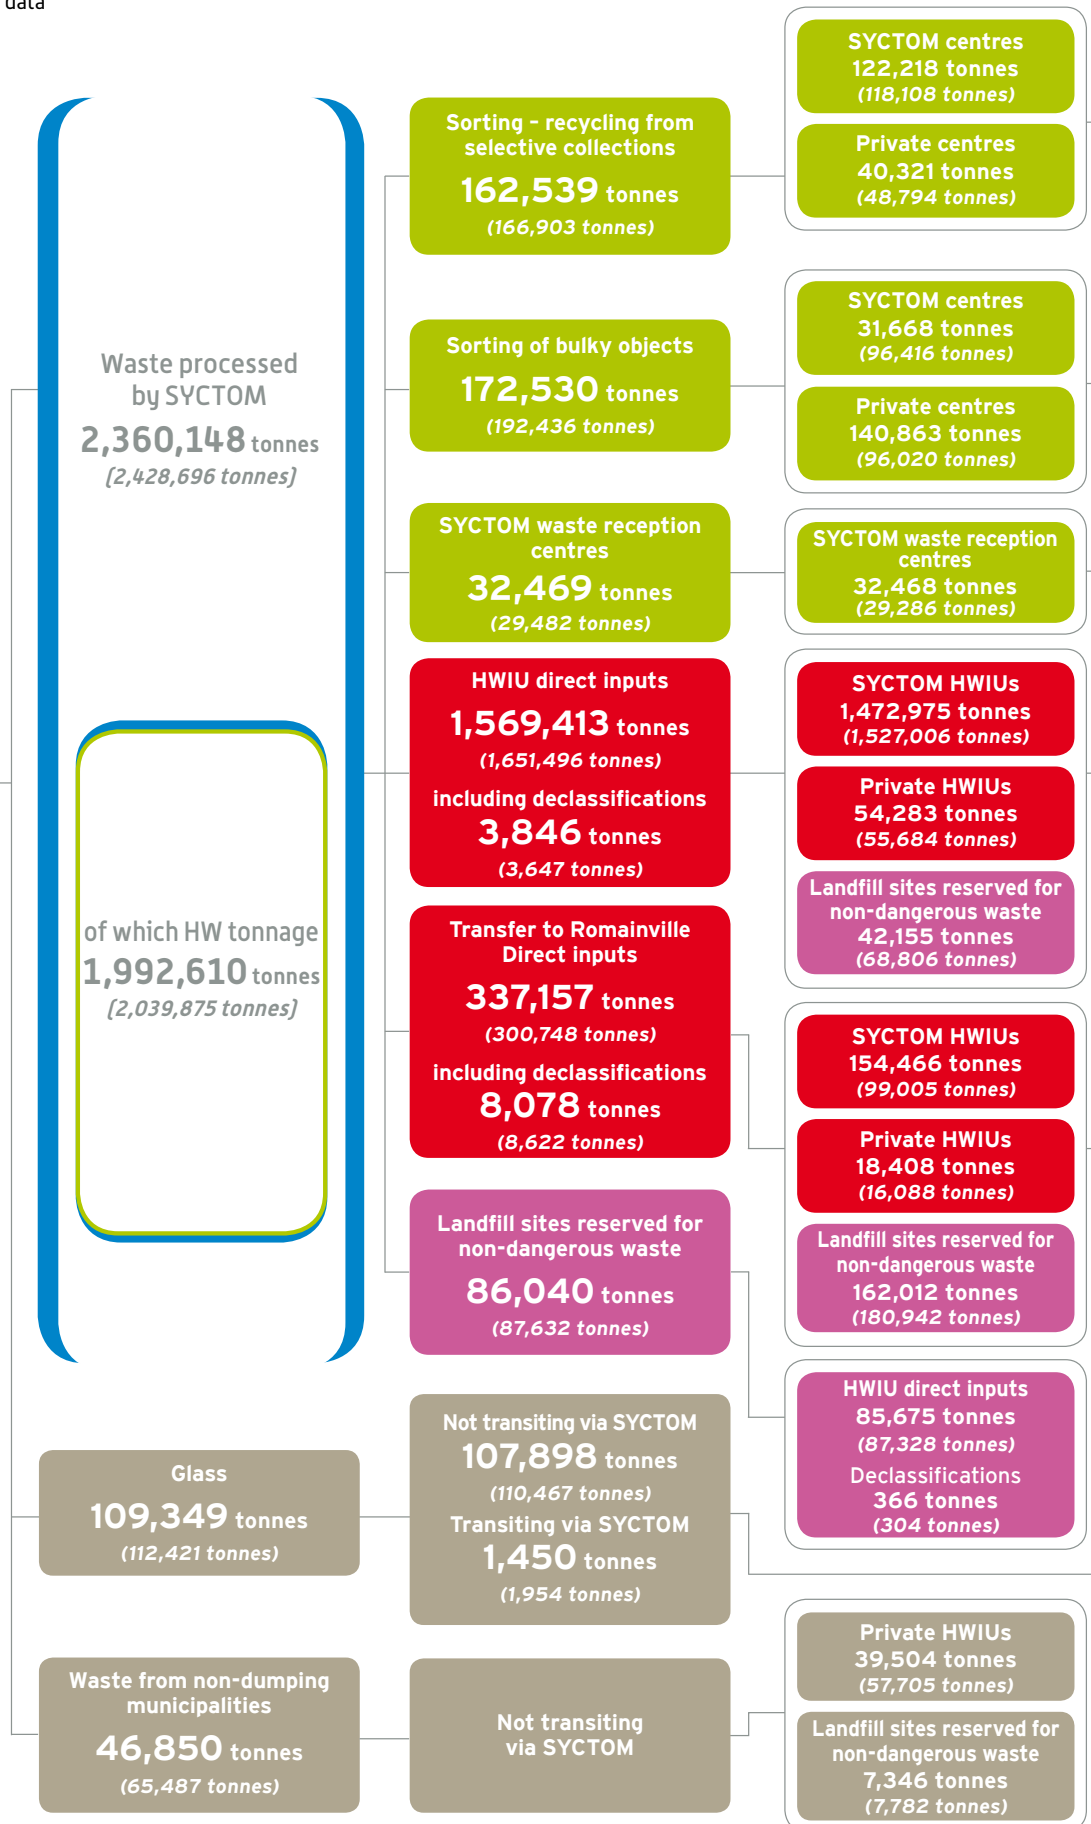 data
Waste processed
by SYCTOM
2,360,148 tonnes
(2,428,696 tonnes)
of which HW tonnage
1,992,610 tonnes
(2,039,875 tonnes)
Glass
109,349 tonnes
(112,421 tonnes)
Waste from non-dumping
municipalities
46,850 tonnes
(65,487 tonnes)
Sorting - recycling from
selective collections
162,539 tonnes
(166,903 tonnes)
Sorting of bulky objects
172,530 tonnes
(192,436 tonnes)
SYCTOM waste reception
centres
32,469 tonnes
(29,482 tonnes)
HWIU direct inputs
1,569,413 tonnes
(1,651,496 tonnes)
including declassifications
3,846 tonnes
(3,647 tonnes)
Transfer to Romainville
Direct inputs
337,157 tonnes
(300,748 tonnes)
including declassifications
8,078 tonnes
(8,622 tonnes)
Landfill sites reserved for
non-dangerous waste
86,040 tonnes
(87,632 tonnes)
Not transiting via SYCTOM
107,898 tonnes
(110,467 tonnes)
Transiting via SYCTOM
1,450 tonnes
(1,954 tonnes)
Not transiting
via SYCTOM
SYCTOM centres
122,218 tonnes
(118,108 tonnes)
Private centres
40,321 tonnes
(48,794 tonnes)
SYCTOM centres
31,668 tonnes
(96,416 tonnes)
Private centres
140,863 tonnes
(96,020 tonnes)
SYCTOM waste reception
centres
32,468 tonnes
(29,286 tonnes)
SYCTOM HWIUs
1,472,975 tonnes
(1,527,006 tonnes)
Private HWIUs
54,283 tonnes
(55,684 tonnes)
Landfill sites reserved for
non-dangerous waste
42,155 tonnes
(68,806 tonnes)
SYCTOM HWIUs
154,466 tonnes
(99,005 tonnes)
Private HWIUs
18,408 tonnes
(16,088 tonnes)
Landfill sites reserved for
non-dangerous waste
162,012 tonnes
(180,942 tonnes)
HWIU direct inputs
85,675 tonnes
(87,328 tonnes)
Declassifications
366 tonnes
(304 tonnes)
Private HWIUs
39,504 tonnes
(57,705 tonnes)
Landfill sites reserved for
non-dangerous waste
7,346 tonnes
(7,782 tonnes)